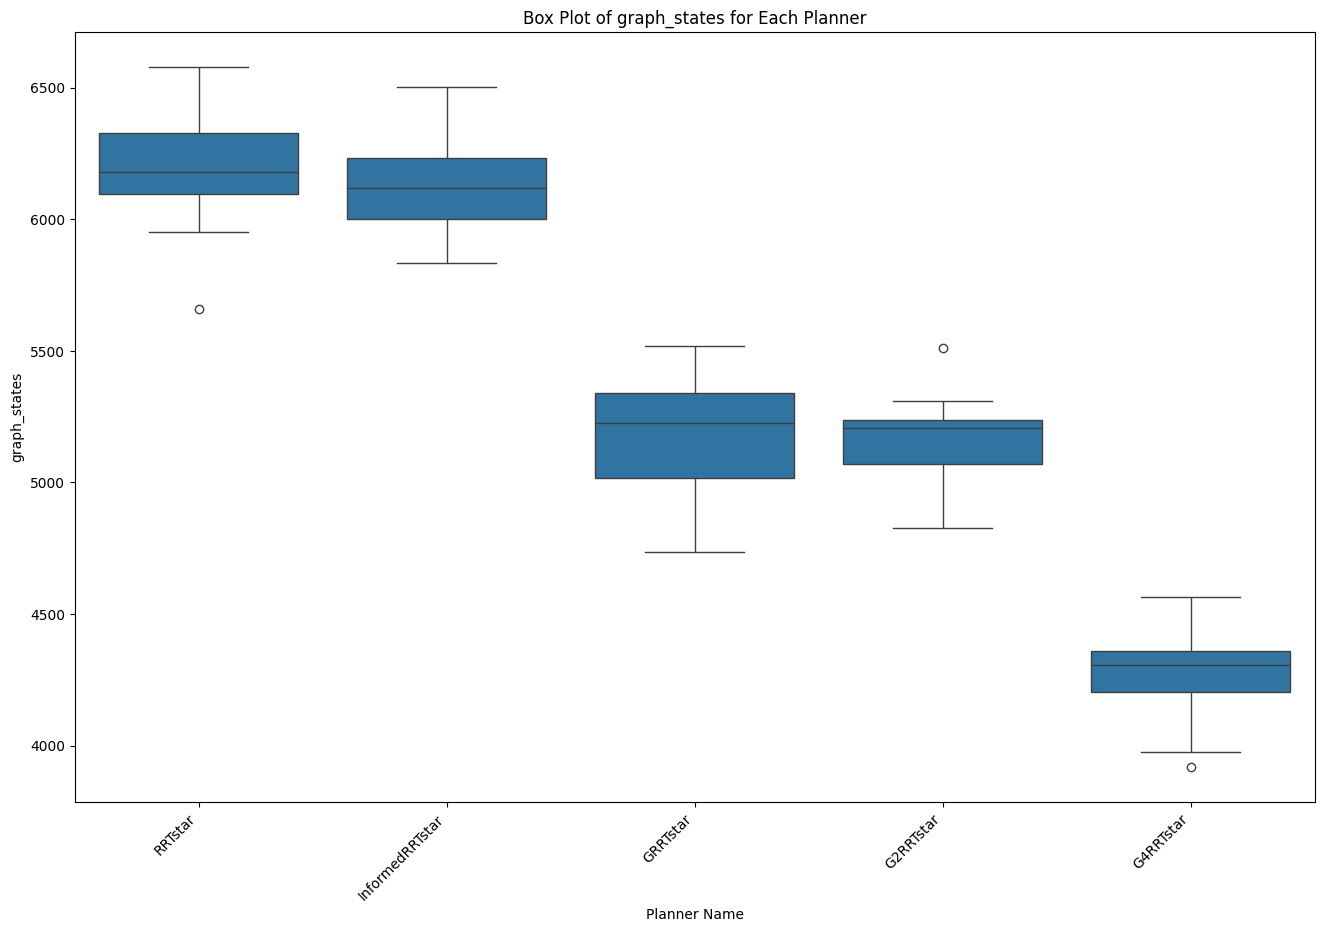 Box Plot of graph_states for Each Planner
graph_states
6500
6000
5500
5000
4500
4000
RRTstar
InformedRRTstar
GRRTstar
G2RRTstar
G4RRTstar
Planner Name